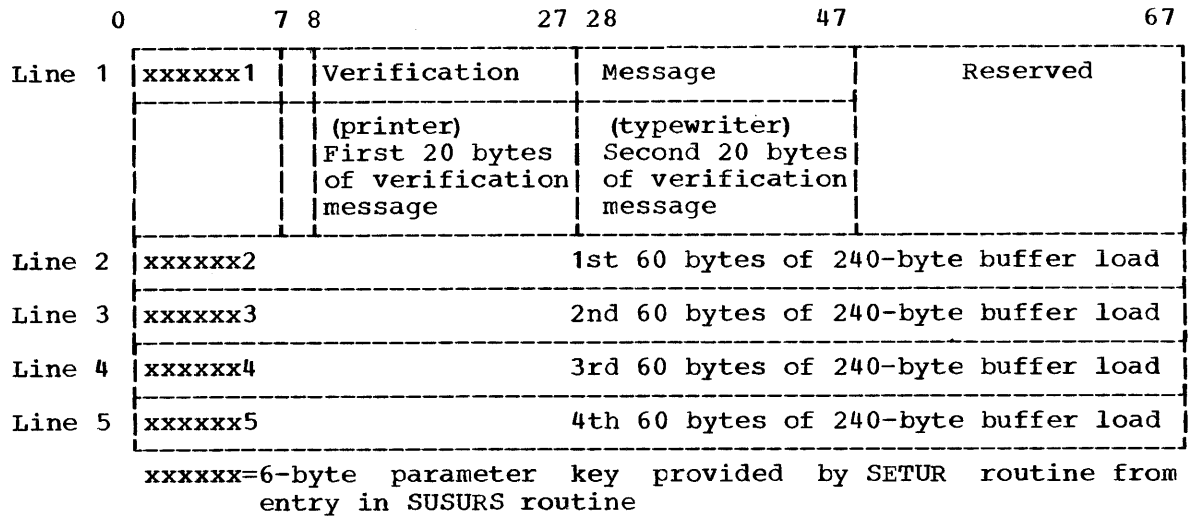 0 7 8 27 28 47 67
Line 1 xxxxxx1 Verification Message Reserved
(printer) (typewriter)
First 20 bytes Second 20 bytes
of verification of verification
message message
Line 2 xxxxxx2 1st 60 bytes of 240-byte buffer load
Line 3 xxxxxx3 2nd 60 bytes of 240-byte buffer load
Line 4 xxxxxx4 3rd 60 bytes of 240-byte buffer load
Line 5 xxxxxx5 4th 60 bytes of 240-byte buffer load
xxxxxx=6-byte parameter key provided by SETUR routine from
entry in SUSURS routine